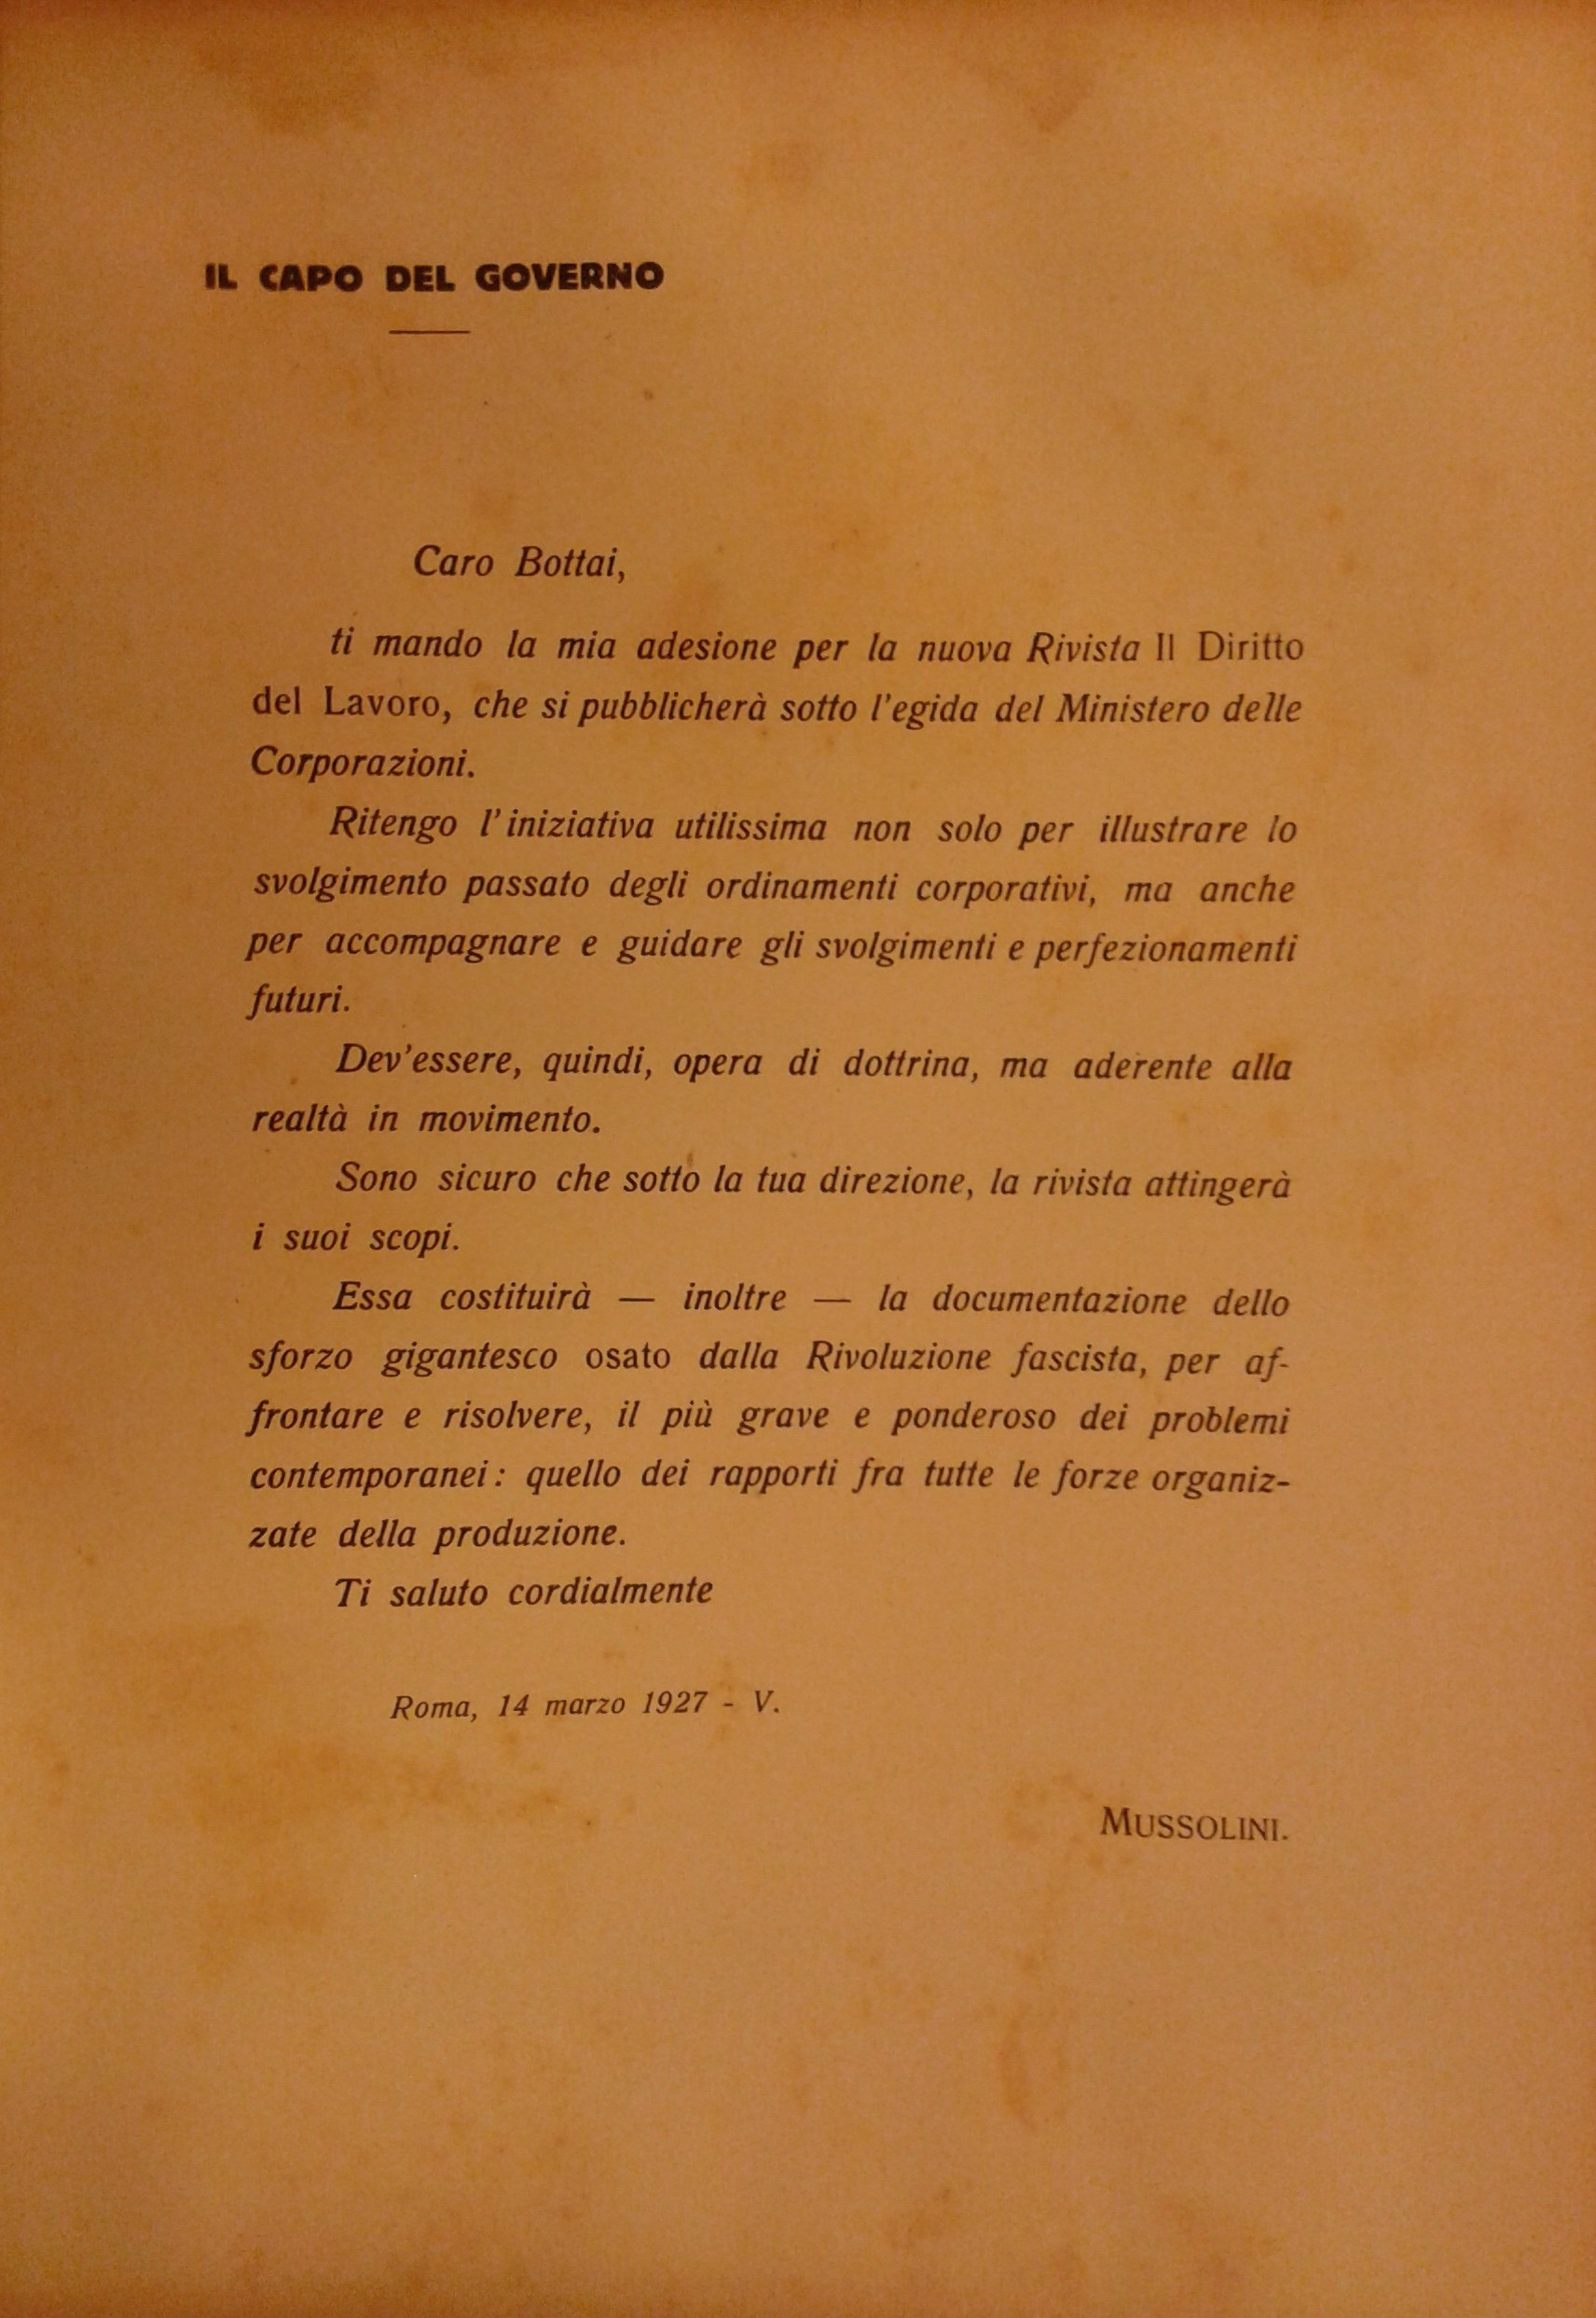 IL CAPO DEL GOVERNO
Caro Bottai,
ti mando la mia adesione per la nuova Rivista Il Diritto
del Lavoro, che si pubblicherà sotto l'egida del Ministero delle
Corporazioni.
Ritengo l'iniziativa utilissima non solo per illustrare lo
svolgimento passato degli ordinamenti corporativi, ma anche
per accompagnare e guidare gli svolgimenti e perfezionamenti
futuri.
Dev'essere, quindi, opera di dottrina, ma aderente alla
realtà in movimento.
Sono sicuro che sotto la tua direzione, la rivista attingerà
i suoi scopi.
Essa costituirà — inoltre — la documentazione dello
sforzo gigantesco osato dalla Rivoluzione fascista, per af-
frontare e risolvere, il più grave e ponderoso dei problemi
contemporanei: quello dei rapporti fra tutte le forze organiz-
zate della produzione.
Ti saluto cordialmente
Roma, 14 marzo 1927 - V.
MUSSOLINI.